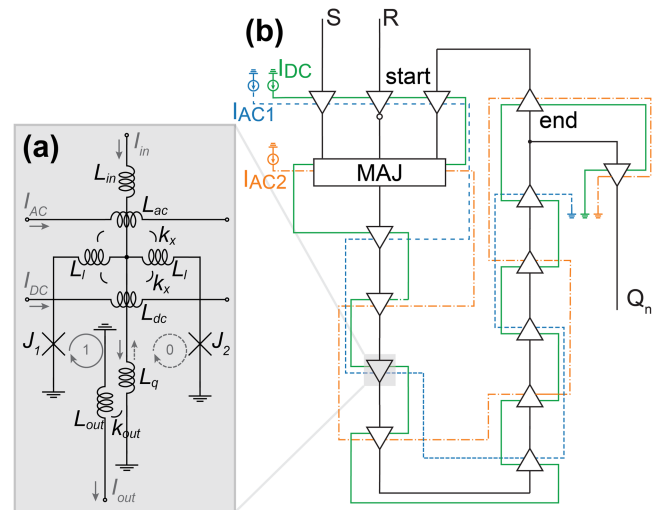 (a)
I_in
L_in
I_AC
L_ac
k_x
L_l
L_l
k_x
I_DC
L_dc
J_1
1
0
J_2
L_q
L_out
k_out
I_out
(b)
S
R
I_DC
start
I_AC1
end
I_AC2
MAJ
Q_n